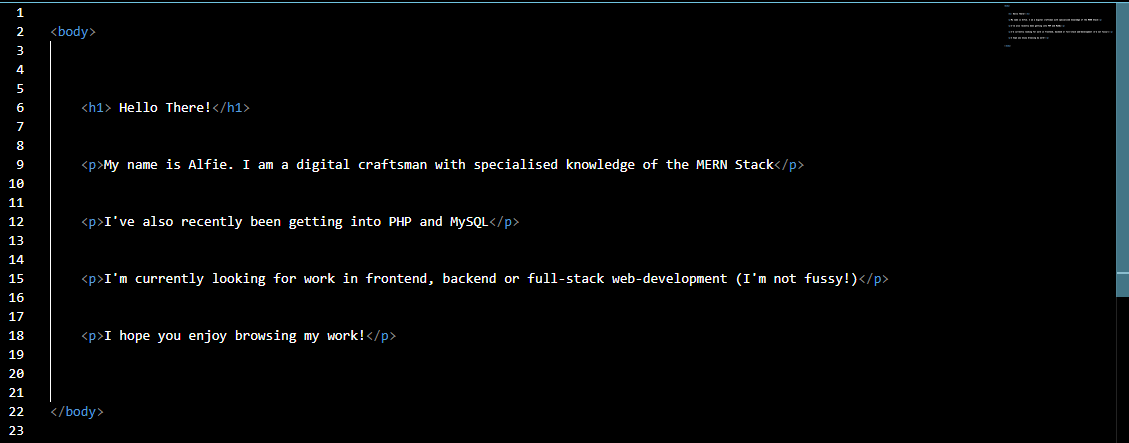 1
2 <body>
3
4
5
6 <h1> Hello There!</h1>
7
8
9 <p>My name is Alfie. I am a digital craftsman with specialised knowledge of the MERN Stack</p>
10
11
12 <p>I've also recently been getting into PHP and MySQL</p>
13
14
15 <p>I'm currently looking for work in frontend, backend or full-stack web-development (I'm not fussy!)</p>
16
17
18 <p>I hope you enjoy browsing my work!</p>
19
20
21
22 </body>
23